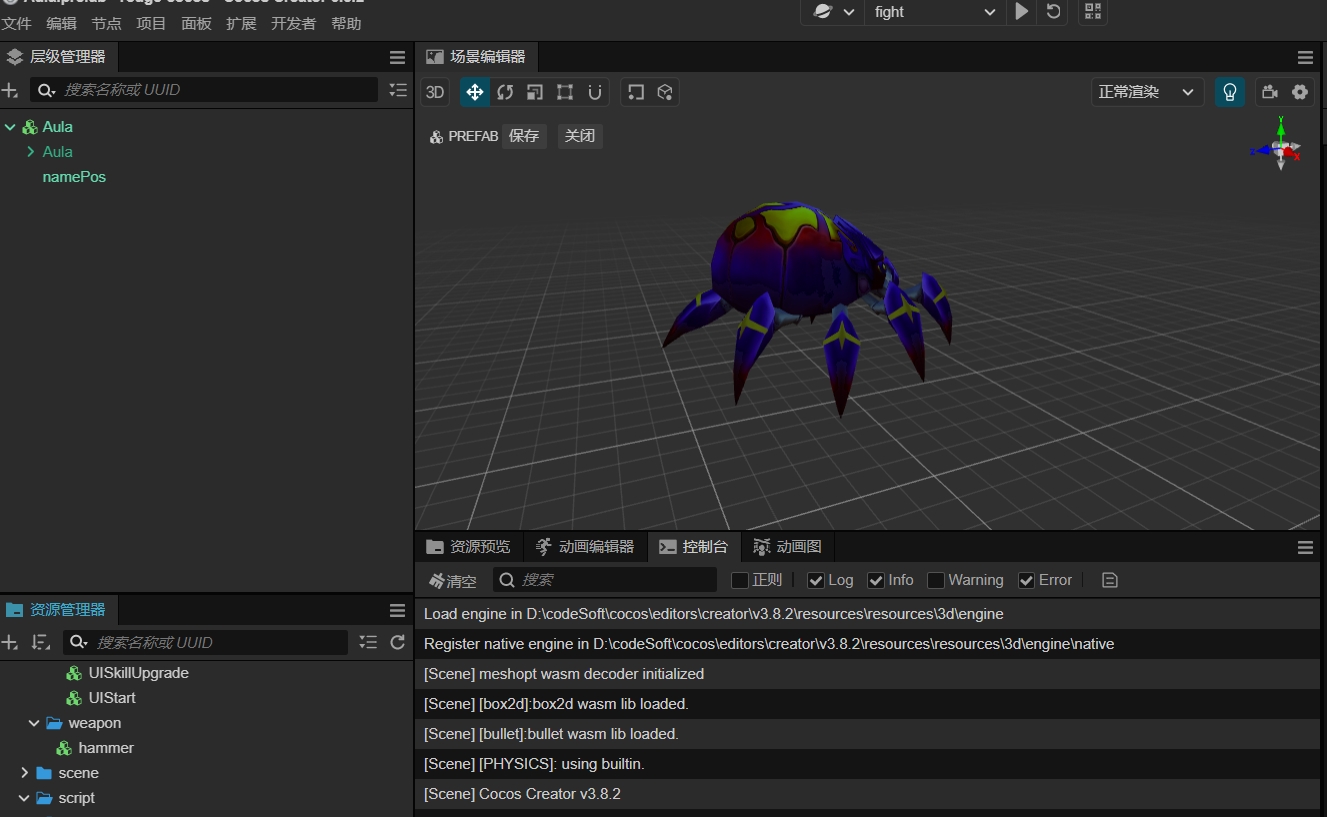 文件 编辑 节点 项目 面板 扩展 开发者 帮助
fight
层级管理器
搜索名称或 UUID
Aula
Aula
namePos
场景编辑器
3D
正常渲染
PREFAB 保存 关闭
Y
Z
X
资源预览 动画编辑器 控制台 动画图
清空 搜索 正则 Log Info Warning Error
Load engine in D:\codeSoft\cocos\editors\creator\v3.8.2\resources\resources\3d\engine
Register native engine in D:\codeSoft\cocos\editors\creator\v3.8.2\resources\resources\3d\engine\native
[Scene] meshopt wasm decoder initialized
[Scene] [box2d]:box2d wasm lib loaded.
[Scene] [bullet]:bullet wasm lib loaded.
[Scene] [PHYSICS]: using builtin.
[Scene] Cocos Creator v3.8.2
资源管理器
搜索名称或 UUID
UISkillUpgrade
UIStart
weapon
hammer
scene
script